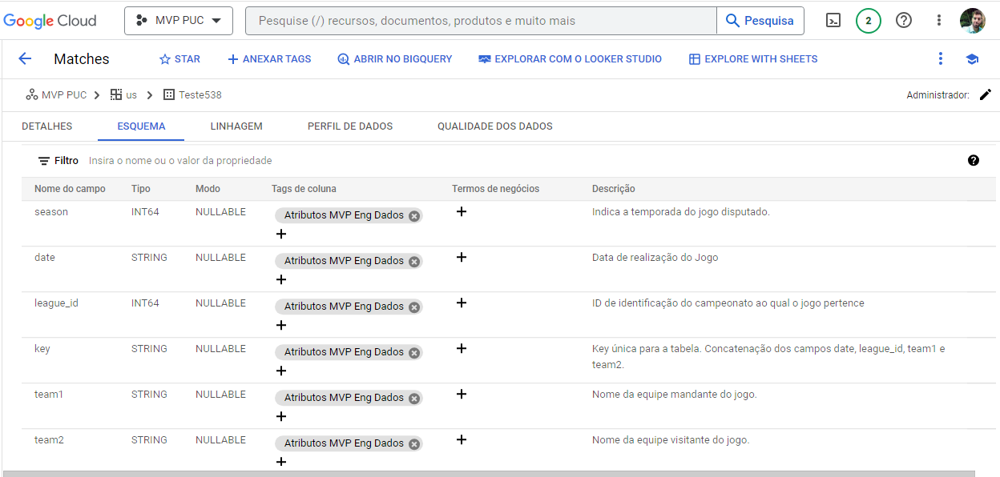 Google Cloud
MVP PUC
Pesquise (/) recursos, documentos, produtos e muito mais
Pesquisa
2
Matches
STAR
ANEXAR TAGS
ABRIR NO BIGQUERY
EXPLORAR COM O LOOKER STUDIO
EXPLORE WITH SHEETS
MVP PUC
us
Teste538
Administrador:
DETALHES
ESQUEMA
LINHAGEM
PERFIL DE DADOS
QUALIDADE DOS DADOS
Filtro Insira o nome ou o valor da propriedade
Nome do campo Tipo Modo Tags de coluna Termos de negócios Descrição
season INT64 NULLABLE Atributos MVP Eng Dados Indica a temporada do jogo disputado.
date STRING NULLABLE Atributos MVP Eng Dados Data de realização do Jogo
league_id INT64 NULLABLE Atributos MVP Eng Dados ID de identificação do campeonato ao qual o jogo pertence
key STRING NULLABLE Atributos MVP Eng Dados Key única para a tabela. Concatenação dos campos date, league_id, team1 e
team2.
team1 STRING NULLABLE Atributos MVP Eng Dados Nome da equipe mandante do jogo.
team2 STRING NULLABLE Atributos MVP Eng Dados Nome da equipe visitante do jogo.